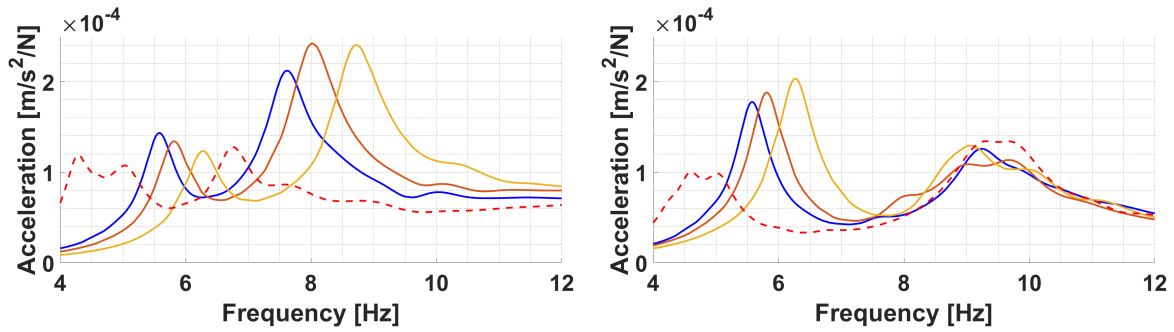 ×10⁻⁴
2
1
0
Acceleration [m/s²/N]
4 6 8 10 12
Frequency [Hz]
×10⁻⁴
2
1
0
Acceleration [m/s²/N]
4 6 8 10 12
Frequency [Hz]